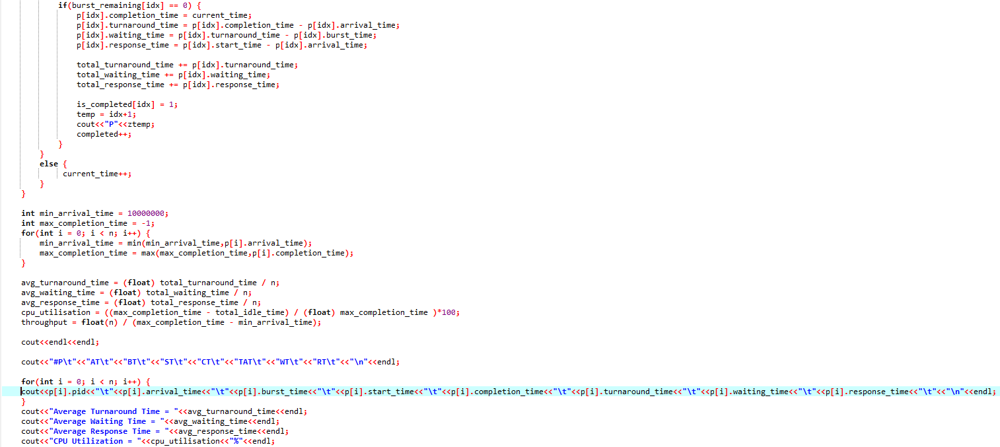 if(burst_remaining[idx] == 0) {
p[idx].completion_time = current_time;
p[idx].turnaround_time = p[idx].completion_time - p[idx].arrival_time;
p[idx].waiting_time = p[idx].turnaround_time - p[idx].burst_time;
p[idx].response_time = p[idx].start_time - p[idx].arrival_time;
total_turnaround_time += p[idx].turnaround_time;
total_waiting_time += p[idx].waiting_time;
total_response_time += p[idx].response_time;
is_completed[idx] = 1;
temp = idx+1;
cout<<"P"<<ztemp;
completed++;
}
}
else {
current_time++;
}
}
int min_arrival_time = 10000000;
int max_completion_time = -1;
for(int i = 0; i < n; i++) {
min_arrival_time = min(min_arrival_time,p[i].arrival_time);
max_completion_time = max(max_completion_time,p[i].completion_time);
}
avg_turnaround_time = (float) total_turnaround_time / n;
avg_waiting_time = (float) total_waiting_time / n;
avg_response_time = (float) total_response_time / n;
cpu_utilisation = ((max_completion_time - total_idle_time) / (float) max_completion_time )*100;
throughput = float(n) / (max_completion_time - min_arrival_time);
cout<<endl<<endl;
cout<<"#P\t"<<"AT\t"<<"BT\t"<<"ST\t"<<"CT\t"<<"TAT\t"<<"WT\t"<<"RT\t"<<"\n"<<endl;
for(int i = 0; i < n; i++) {
cout<<p[i].pid<<"\t"<<p[i].arrival_time<<"\t"<<p[i].burst_time<<"\t"<<p[i].start_time<<"\t"<<p[i].completion_time<<"\t"<<p[i].turnaround_time<<"\t"<<p[i].waiting_time<<"\t"<<p[i].response_time<<"\t"<<"\n"<<endl;
}
cout<<"Average Turnaround Time = "<<avg_turnaround_time<<endl;
cout<<"Average Waiting Time = "<<avg_waiting_time<<endl;
cout<<"Average Response Time = "<<avg_response_time<<endl;
cout<<"CPU Utilization = "<<cpu_utilisation<<"%"<<endl;